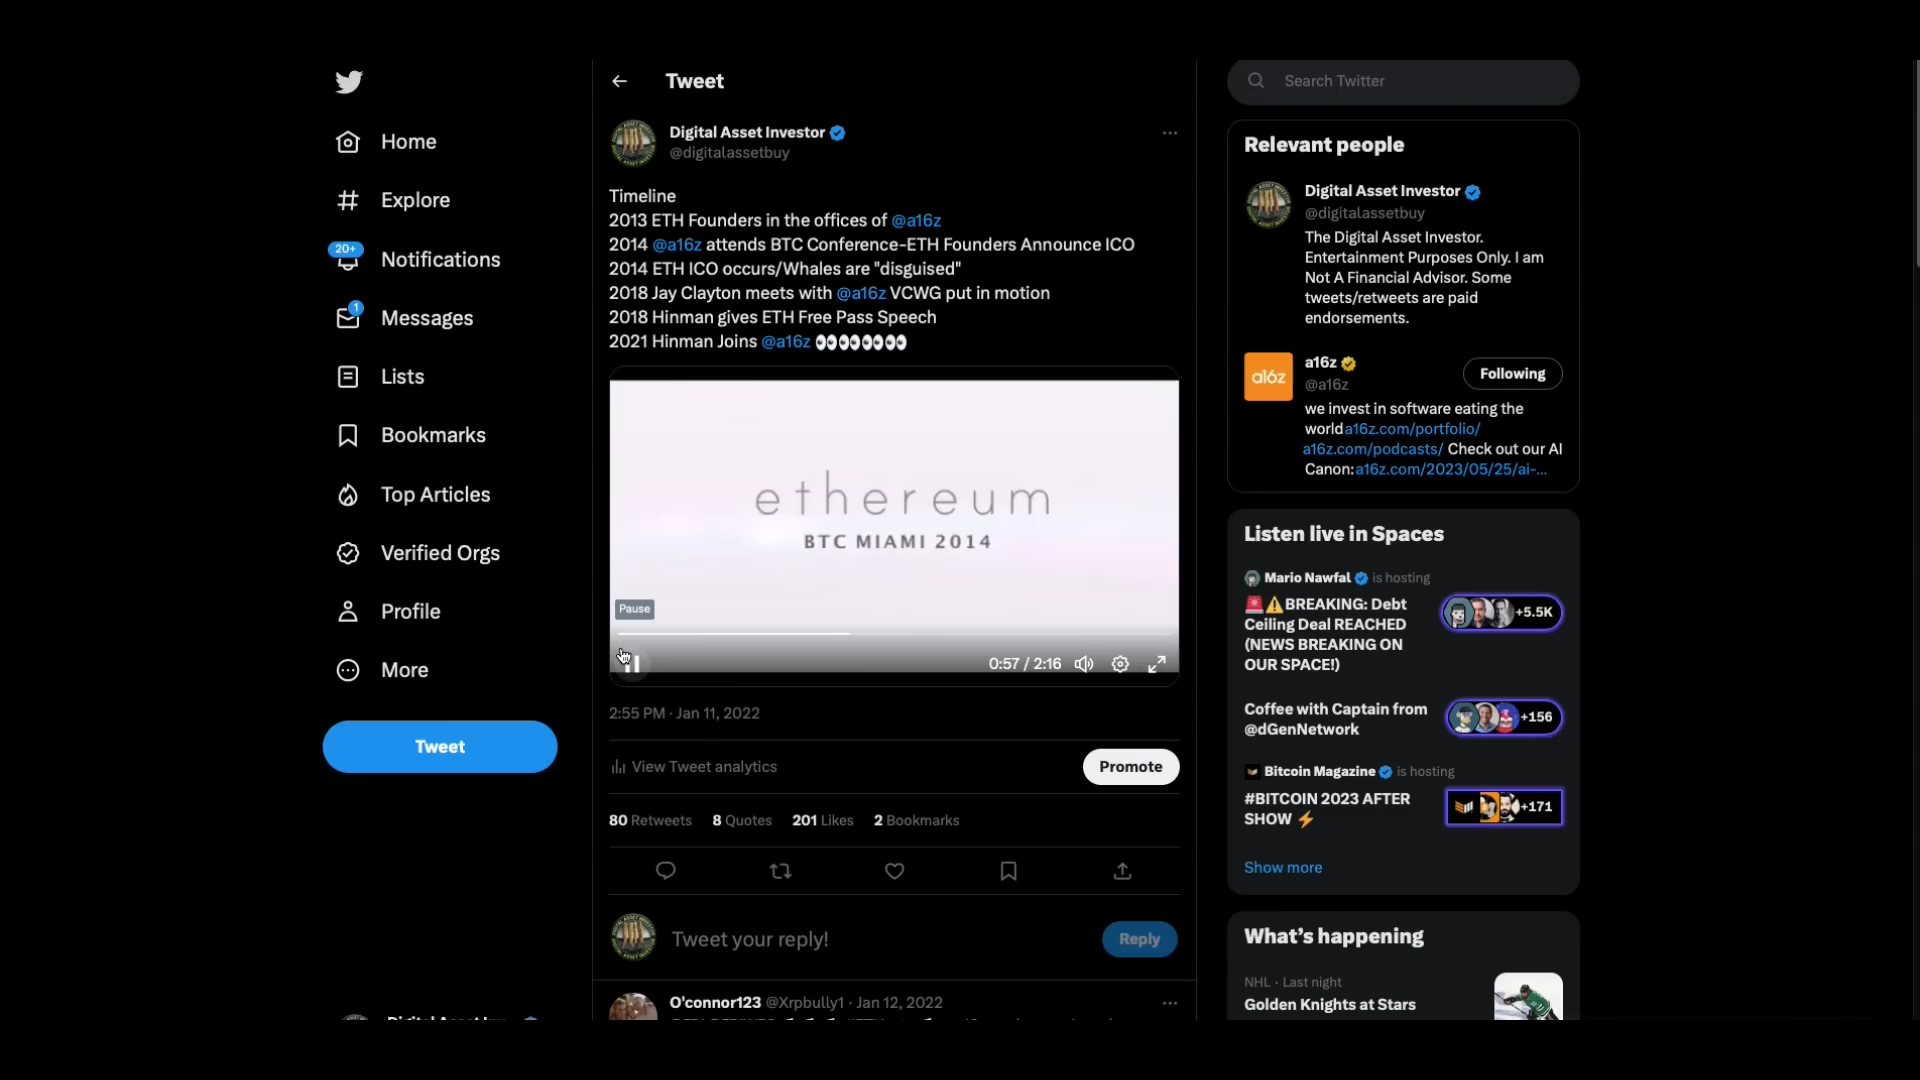 Tweet
Search Twitter
Home
Explore
20+
Notifications
1
Messages
Lists
Bookmarks
Top Articles
Verified Orgs
Profile
More
Tweet
Digital Asset Investor
@digitalassetbuy
Timeline
2013 ETH Founders in the offices of @a16z
2014 @a16z attends BTC Conference-ETH Founders Announce ICO
2014 ETH ICO occurs/Whales are "disguised"
2018 Jay Clayton meets with @a16z VCWG put in motion
2018 Hinman gives ETH Free Pass Speech
2021 Hinman Joins @a16z 👀👀👀👀
ethereum
BTC MIAMI 2014
Pause
0:57 / 2:16
2:55 PM · Jan 11, 2022
View Tweet analytics
Promote
80 Retweets 8 Quotes 201 Likes 2 Bookmarks
Tweet your reply!
Reply
O'connor123 @Xrpbully1 · Jan 12, 2022
Relevant people
Digital Asset Investor
@digitalassetbuy
The Digital Asset Investor.
Entertainment Purposes Only. I am
Not A Financial Advisor. Some
tweets/retweets are paid
endorsements.
a16z
a16z
@a16z
Following
we invest in software eating the
world a16z.com/portfolio/
a16z.com/podcasts/ Check out our AI
Canon: a16z.com/2023/05/25/ai-...
Listen live in Spaces
Mario Nawfal is hosting
🚨⚠️BREAKING: Debt
Ceiling Deal REACHED
(NEWS BREAKING ON
OUR SPACE!)
+5.5K
Coffee with Captain from
@dGenNetwork
+156
Bitcoin Magazine is hosting
#BITCOIN 2023 AFTER
SHOW ⚡
+171
Show more
What's happening
NHL · Last night
Golden Knights at Stars